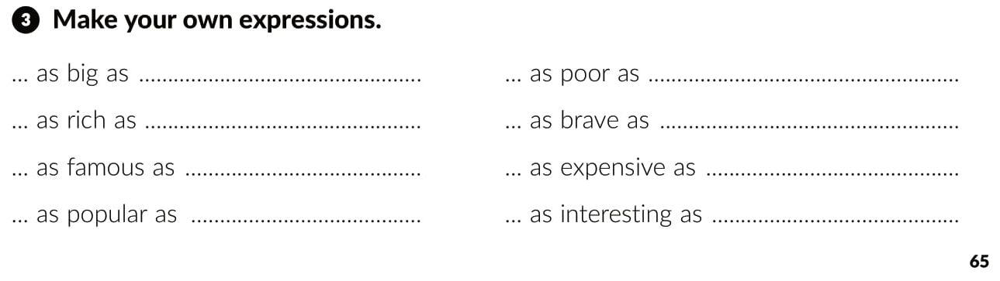 3 Make your own expressions.
... as big as ................................................
... as rich as ...............................................
... as famous as ........................................
... as popular as .......................................
... as poor as .....................................................
... as brave as ...................................................
... as expensive as ...........................................
... as interesting as ..........................................
65